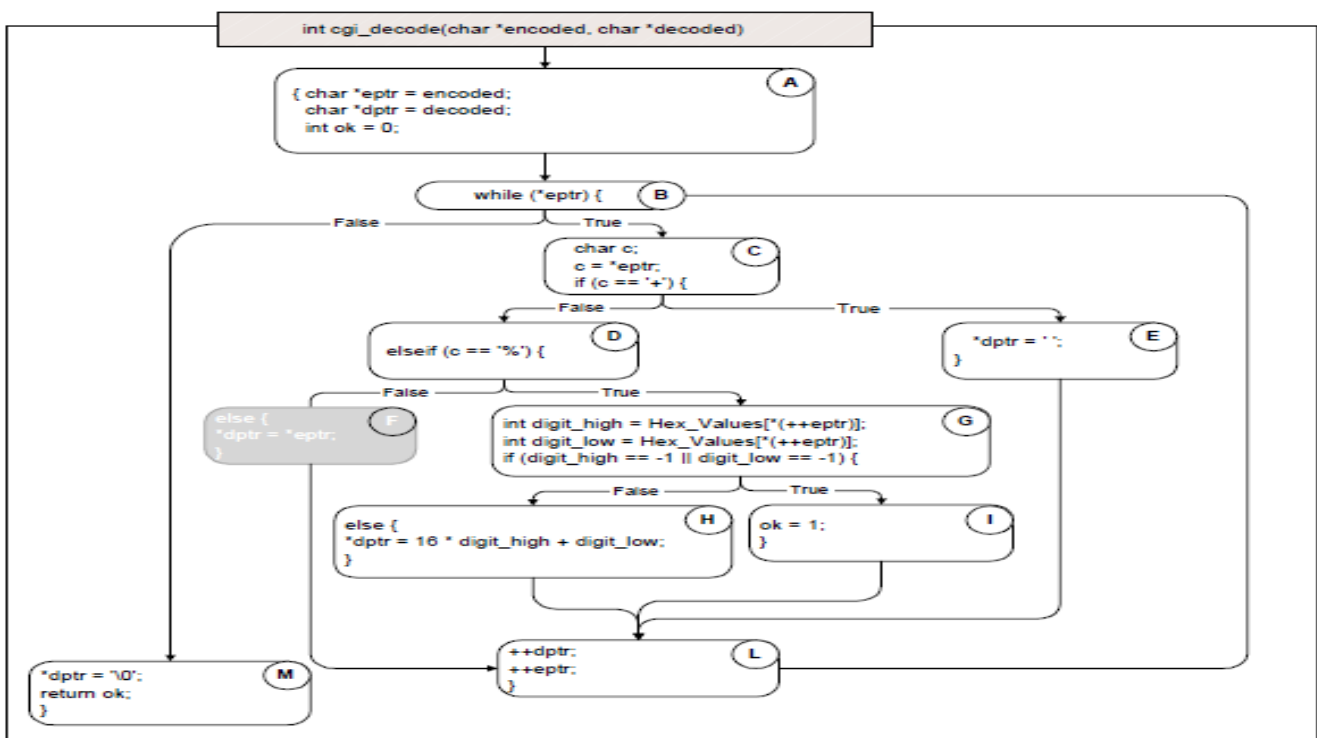 int cgi_decode(char *encoded, char *decoded)
A
{ char *eptr = encoded;
char *dptr = decoded;
int ok = 0;
while (*eptr) {
B
False
True
char c;
c = *eptr;
if (c == '+') {
C
False
True
elseif (c == '%') {
D
*dptr = ' ';
}
E
False
True
else {
*dptr = *eptr;
}
F
int digit_high = Hex_Values[*(++eptr)];
int digit_low = Hex_Values[*(++eptr)];
if (digit_high == -1 || digit_low == -1) {
G
False
True
else {
*dptr = 16 * digit_high + digit_low;
}
H
ok = 1;
}
I
++dptr;
++eptr;
}
L
*dptr = '\0';
return ok;
}
M